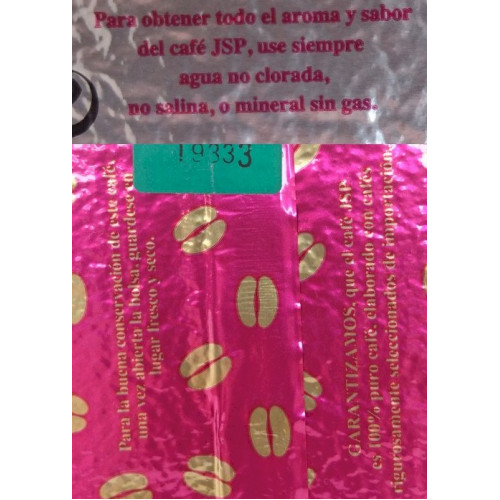 Para obtener todo el aroma y sabor
del café JSP, use siempre
agua no clorada,
no salina, o mineral sin gas.
19333
Para la buena conservación de este café,
una vez abierta la bolsa, guárdese en
lugar fresco y seco.
GARANTIZAMOS, que el café JSP
es 100% puro café, elaborado con cafés
rigurosamente seleccionados de importación